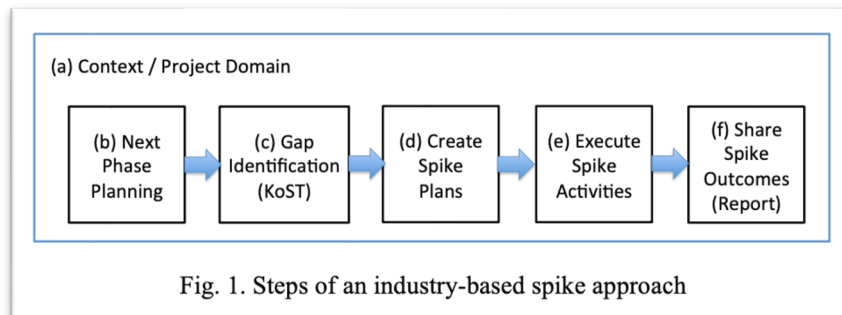 (a) Context / Project Domain
(b) Next
Phase
Planning
(c) Gap
Identification
(KoST)
(d) Create
Spike
Plans
(e) Execute
Spike
Activities
(f) Share
Spike
Outcomes
(Report)
Fig. 1. Steps of an industry-based spike approach